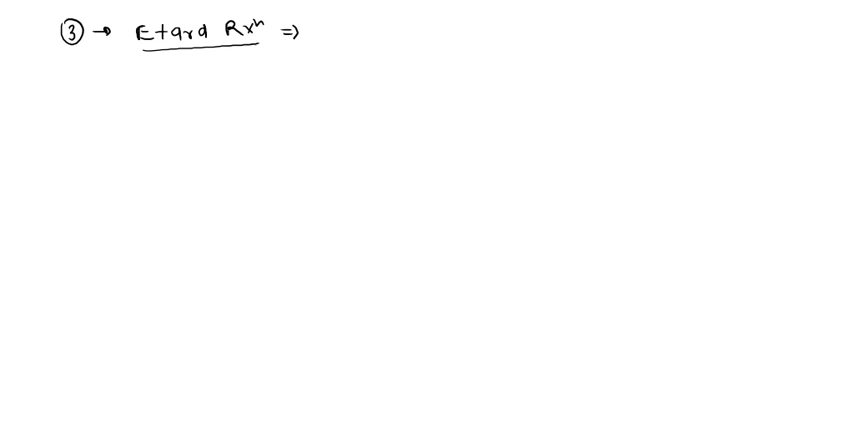 ③ → Etard Rxⁿ ⇒